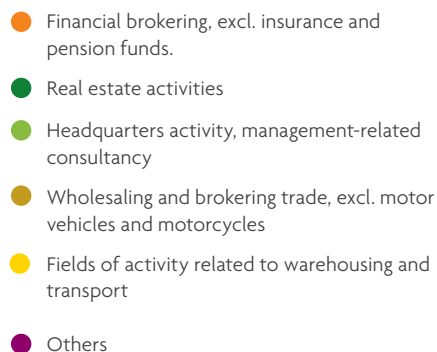 Financial brokering, excl. insurance and
pension funds.
Real estate activities
Headquarters activity, management-related
consultancy
Wholesaling and brokering trade, excl. motor
vehicles and motorcycles
Fields of activity related to warehousing and
transport
Others